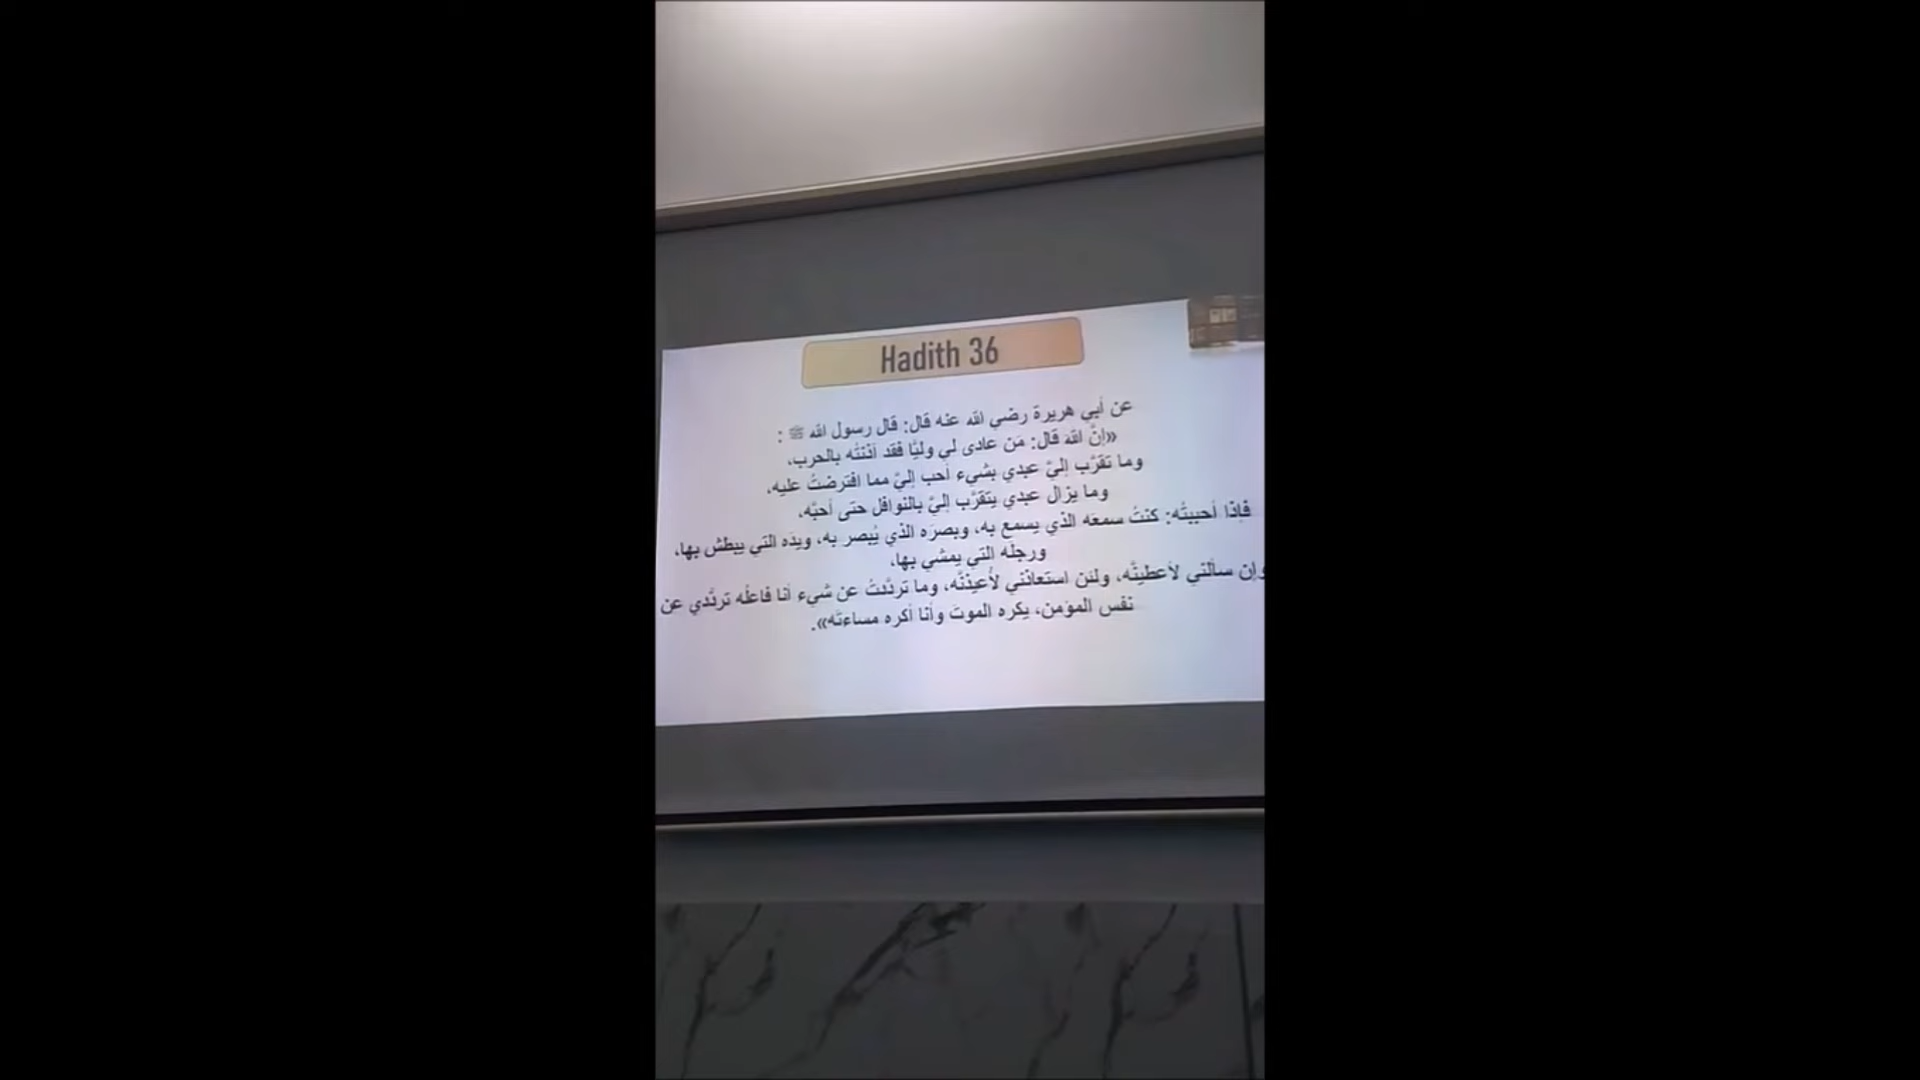 Hadith 36
عن أبي هريرة رضي الله عنه قال: قال رسول الله ﷺ :
«إنَّ اللهَ قال: مَن عادى لي وليًّا فقد آذنتُه بالحرب،
وما تقرَّب إليَّ عبدي بشيء أحب إليَّ مما افترضتُ عليه،
وما يزال عبدي يتقرَّب إليَّ بالنوافل حتى أحبَّه،
فإذا أحببتُه: كنتُ سمعَه الذي يسمع به، وبصرَه الذي يُبصر به، ويدَه التي يبطش بها،
ورجلَه التي يمشي بها،
وإن سألني لأعطينَّه، ولئن استعاذني لأُعيذنَّه، وما تردَّدتُ عن شيء أنا فاعلُه تردُّدي عن
نفس المؤمن، يكره الموتَ وأنا أكره مساءتَه».